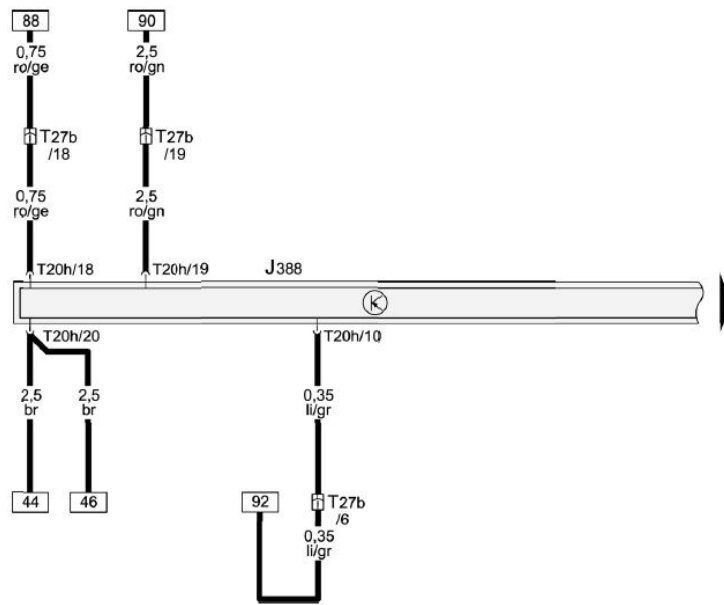 88 90
0,75 2,5
ro/ge ro/gn
T27b T27b
/18 /19
0,75 2,5
ro/ge ro/gn
T20h/18 T20h/19 J388
T20h/20 T20h/10
2,5 2,5 0,35
br br li/gr
44 46 92 T27b
/6
0,35
li/gr